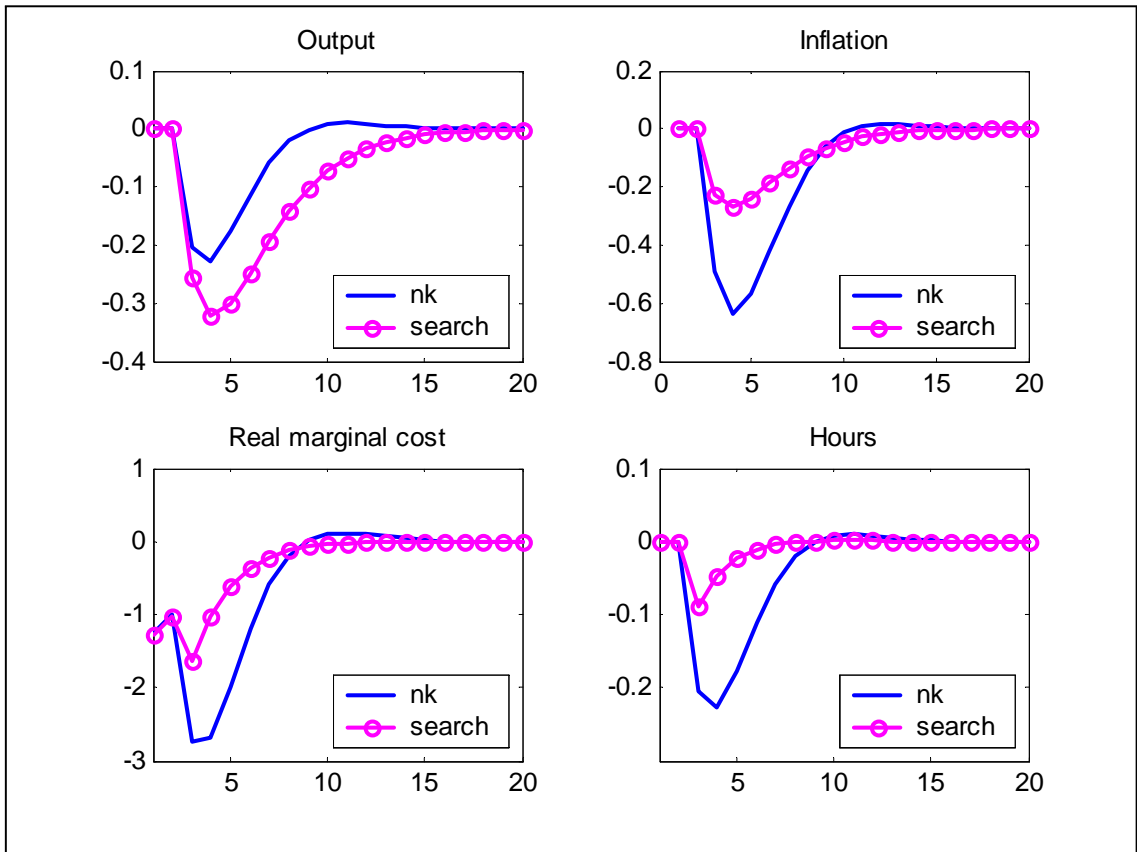 Output
0.1
0
-0.1
-0.2
-0.3
-0.4
5 10 15 20
nk
search
Inflation
0.2
0
-0.2
-0.4
-0.6
-0.8
0 5 10 15 20
nk
search
Real marginal cost
1
0
-1
-2
-3
5 10 15 20
nk
search
Hours
0.1
0
-0.1
-0.2
5 10 15 20
nk
search